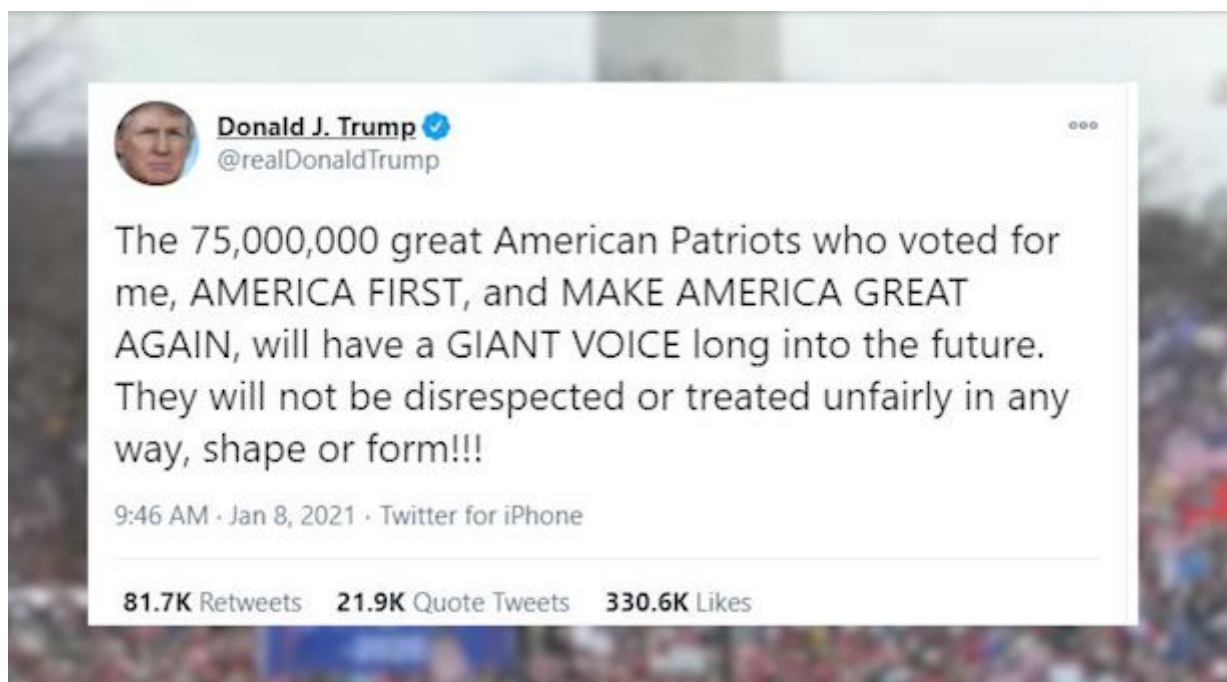 Donald J. Trump
@realDonaldTrump
The 75,000,000 great American Patriots who voted for
me, AMERICA FIRST, and MAKE AMERICA GREAT
AGAIN, will have a GIANT VOICE long into the future.
They will not be disrespected or treated unfairly in any
way, shape or form!!!
9:46 AM · Jan 8, 2021 · Twitter for iPhone
81.7K Retweets 21.9K Quote Tweets 330.6K Likes